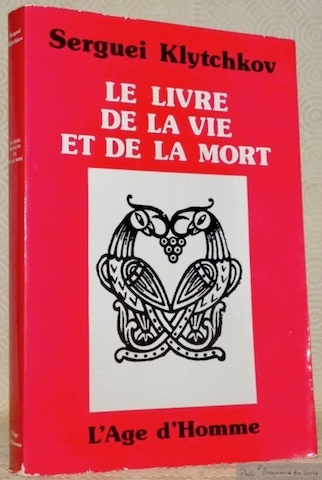 Serguei Klytchkov
LE LIVRE
DE LA VIE
ET DE LA MORT
L'Age d'Homme